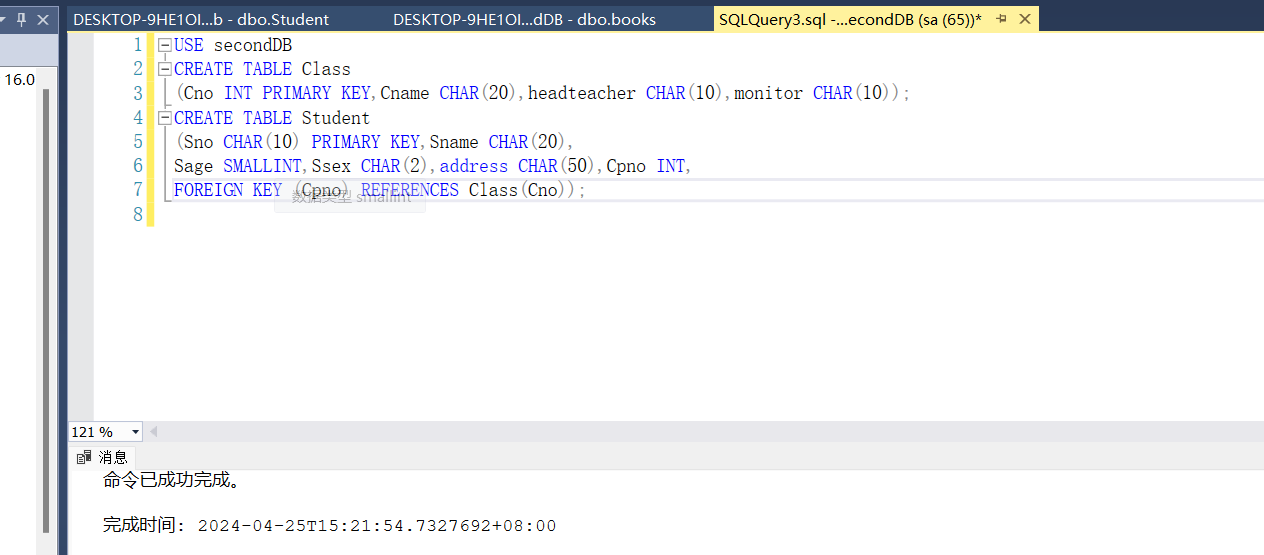 DESKTOP-9HE1OI...b - dbo.Student
DESKTOP-9HE1OI...dDB - dbo.books
SQLQuery3.sql -...econdDB (sa (65))*
16.0
1 USE secondDB
2 CREATE TABLE Class
3 (Cno INT PRIMARY KEY,Cname CHAR(20),headteacher CHAR(10),monitor CHAR(10));
4 CREATE TABLE Student
5 (Sno CHAR(10) PRIMARY KEY,Sname CHAR(20),
6 Sage SMALLINT,Ssex CHAR(2),address CHAR(50),Cpno INT,
7 FOREIGN KEY (Cpno) REFERENCES Class(Cno));
数据类型 smallint
8
121 %
消息
命令已成功完成。
完成时间: 2024-04-25T15:21:54.7327692+08:00